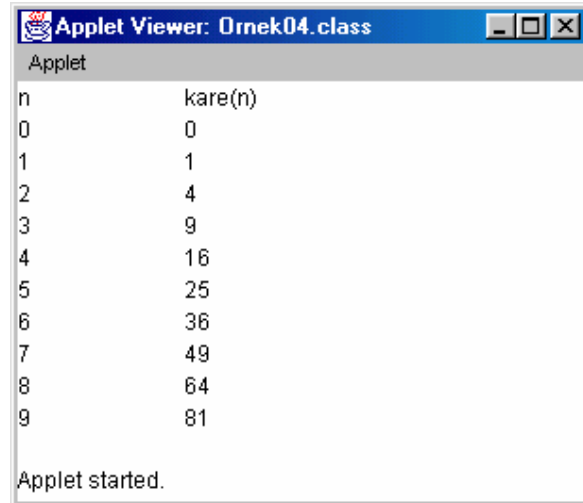 Applet Viewer: Ornek04.class
Applet
n kare(n)
0 0
1 1
2 4
3 9
4 16
5 25
6 36
7 49
8 64
9 81
Applet started.